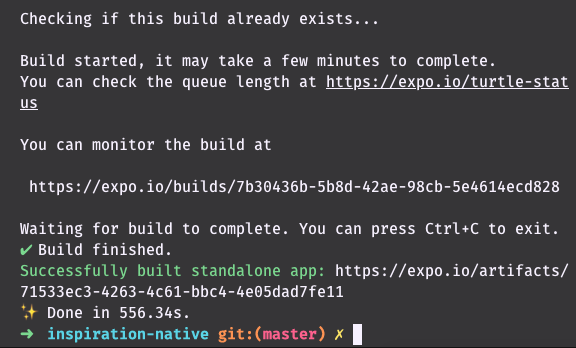 Checking if this build already exists...
Build started, it may take a few minutes to complete.
You can check the queue length at https://expo.io/turtle-stat
us
You can monitor the build at
https://expo.io/builds/7b30436b-5b8d-42ae-98cb-5e4614ecd828
Waiting for build to complete. You can press Ctrl+C to exit.
✔ Build finished.
Successfully built standalone app: https://expo.io/artifacts/
71533ec3-4263-4c61-bbc4-4e05dad7fe11
✨ Done in 556.34s.
➜ inspiration-native git:(master) ✗